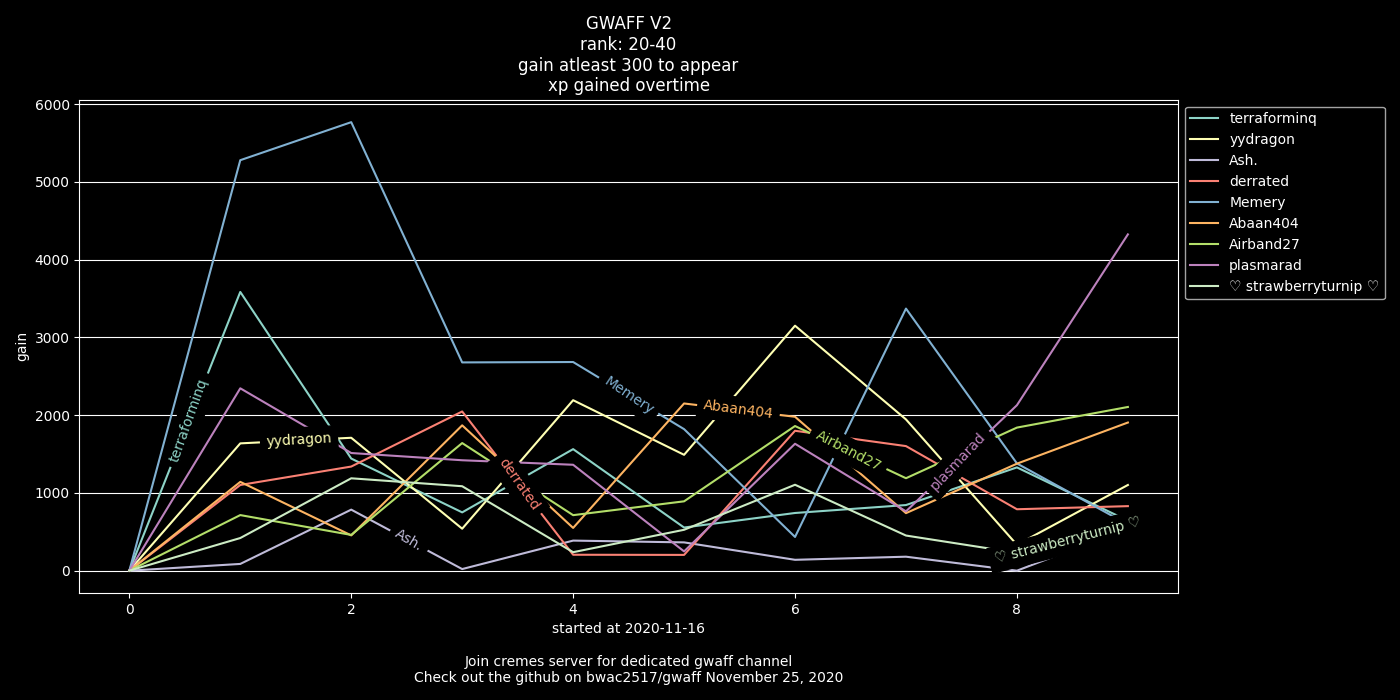 GWAFF V2
rank: 20-40
gain atleast 300 to appear
xp gained overtime
6000
5000
4000
3000
2000
1000
0
gain
terraforminq
yydragon
Ash.
derrated
Memery
Abaan404
Airband27
plasmarad
♡ strawberryturnip ♡
terraforminq
yydragon
Ash.
derrated
Memery
Abaan404
Airband27
plasmarad
♡ strawberryturnip ♡
0 2 4 6 8
started at 2020-11-16
Join cremes server for dedicated gwaff channel
Check out the github on bwac2517/gwaff November 25, 2020